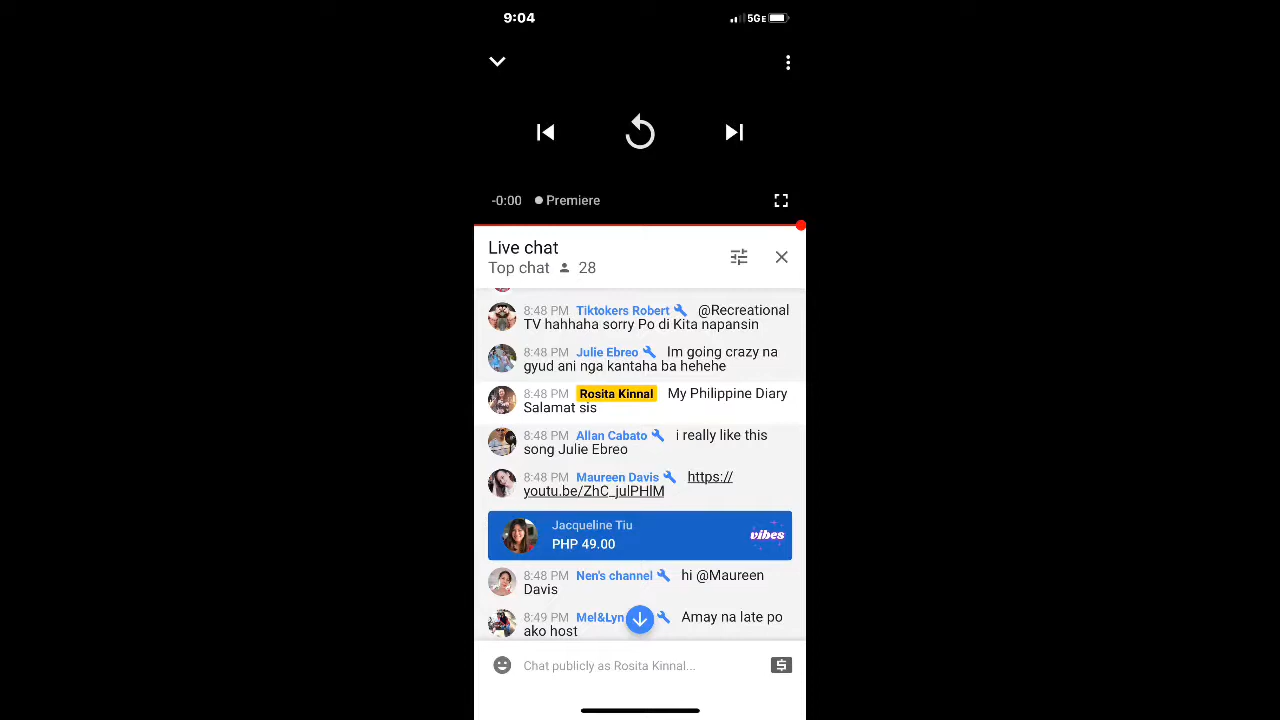 9:04
5GE
-0:00 Premiere
Live chat
Top chat 28
8:48 PM Tiktokers Robert @Recreational
TV hahhaha sorry Po di Kita napansin
8:48 PM Julie Ebreo Im going crazy na
gyud ani nga kantaha ba hehehe
8:48 PM Rosita Kinnal My Philippine Diary
Salamat sis
8:48 PM Allan Cabato i really like this
song Julie Ebreo
8:48 PM Maureen Davis https://
youtu.be/ZhC_julPHlM
Jacqueline Tiu
PHP 49.00
vibes
8:48 PM Nen's channel hi @Maureen
Davis
8:49 PM Mel&Lyn Amay na late po
ako host
Chat publicly as Rosita Kinnal...